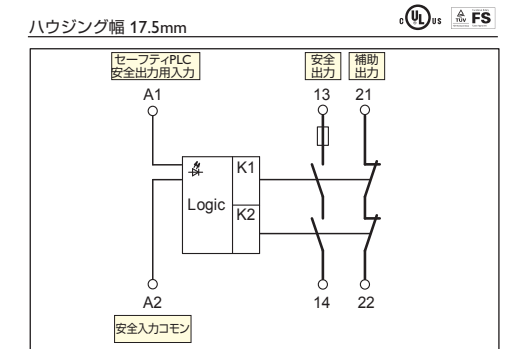 ハウジング幅 17.5mm
c UL us
TÜV FS
セーフティPLC
安全出力用入力
安全
出力
補助
出力
A1
13
21
K1
Logic
K2
A2
14
22
安全入力コモン